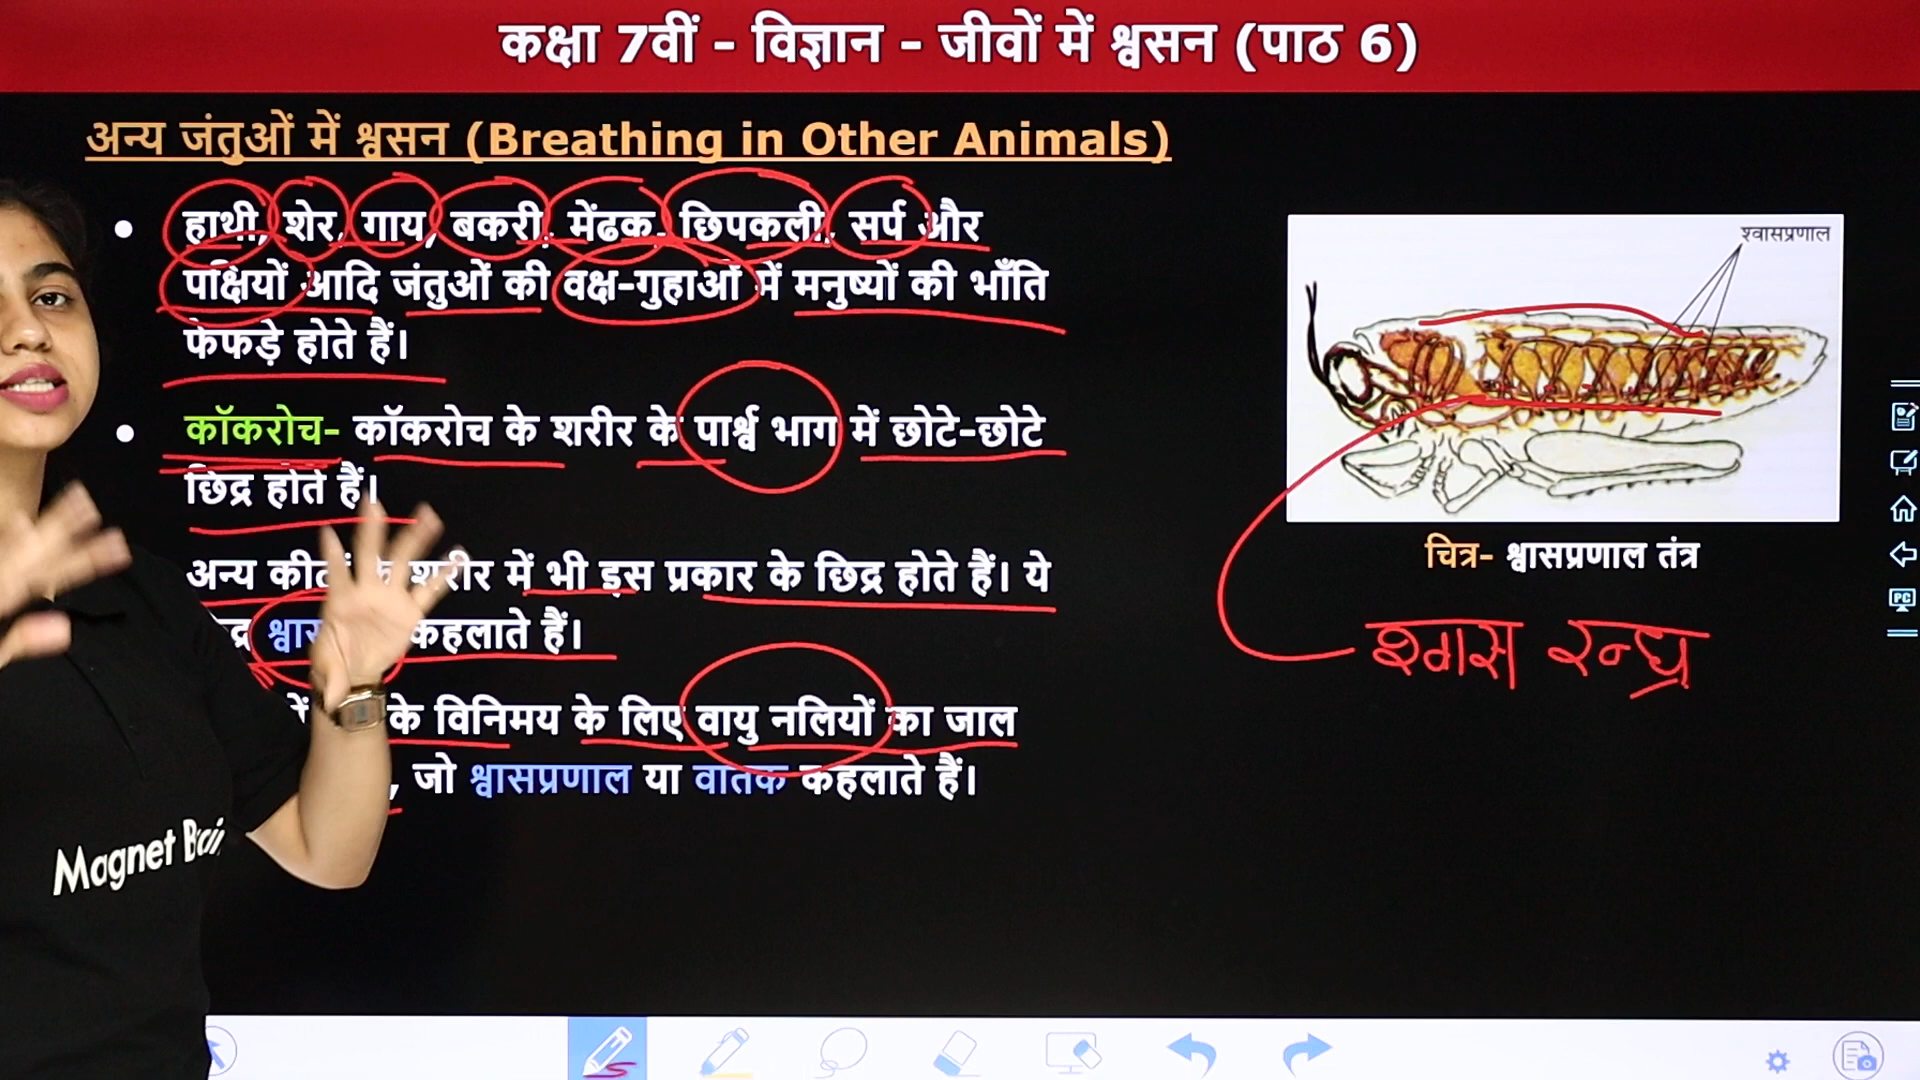 कक्षा 7वीं - विज्ञान - जीवों में श्वसन (पाठ 6)
अन्य जंतुओं में श्वसन (Breathing in Other Animals)
• हाथी, शेर, गाय, बकरी, मेंढक, छिपकली, सर्प और
पक्षियों आदि जंतुओं की वक्ष-गुहाओं में मनुष्यों की भाँति
फेफड़े होते हैं।
• कॉकरोच- कॉकरोच के शरीर के पार्श्व भाग में छोटे-छोटे
छिद्र होते हैं।
अन्य शरीर में भी इस प्रकार के छिद्र होते हैं। ये
कहलाते हैं।
के विनिमय के लिए वायु नलियों का जाल
, जो श्वासप्रणाल या वातक कहलाते हैं।
श्वासप्रणाल
चित्र- श्वासप्रणाल तंत्र
श्वास रन्ध्र
Magnet
PC